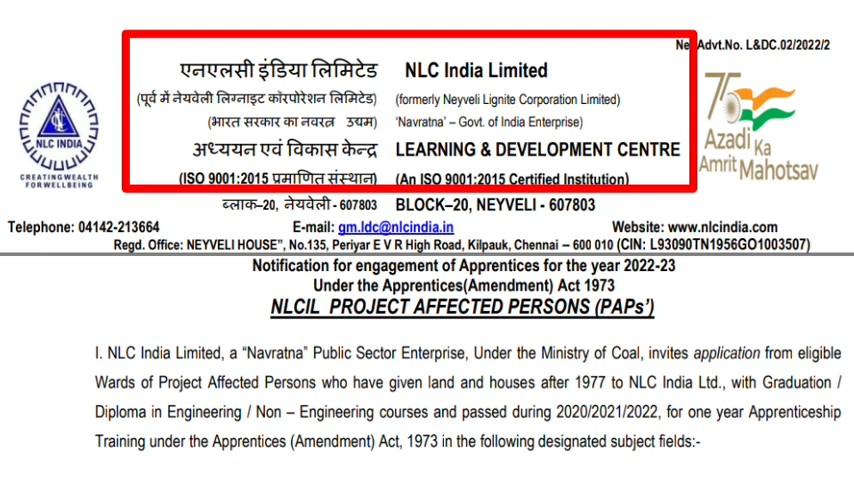 Advt.No. L&DC.02/2022/2
एनएलसी इंडिया लिमिटेड NLC India Limited
(पूर्व में नेयवेली लिग्नाइट कॉरपोरेशन लिमिटेड) (formerly Neyveli Lignite Corporation Limited)
(भारत सरकार का नवरत्न उद्यम) 'Navratna' – Govt. of India Enterprise)
अध्ययन एवं विकास केन्द्र LEARNING & DEVELOPMENT CENTRE
(ISO 9001:2015 प्रमाणित संस्थान) (An ISO 9001:2015 Certified Institution)
ब्लाक–20, नेयवेली - 607803 BLOCK–20, NEYVELI - 607803
NLC INDIA
CREATING WEALTH
FOR WELLBEING
75
Azadi Ka
Amrit Mahotsav
Telephone: 04142-213664 E-mail: gm.ldc@nlcindia.in Website: www.nlcindia.com
Regd. Office: NEYVELI HOUSE", No.135, Periyar E V R High Road, Kilpauk, Chennai – 600 010 (CIN: L93090TN1956GO1003507)
Notification for engagement of Apprentices for the year 2022-23
Under the Apprentices(Amendment) Act 1973
NLCIL PROJECT AFFECTED PERSONS (PAPs')
I. NLC India Limited, a "Navratna" Public Sector Enterprise, Under the Ministry of Coal, invites application from eligible
Wards of Project Affected Persons who have given land and houses after 1977 to NLC India Ltd., with Graduation /
Diploma in Engineering / Non – Engineering courses and passed during 2020/2021/2022, for one year Apprenticeship
Training under the Apprentices (Amendment) Act, 1973 in the following designated subject fields:-